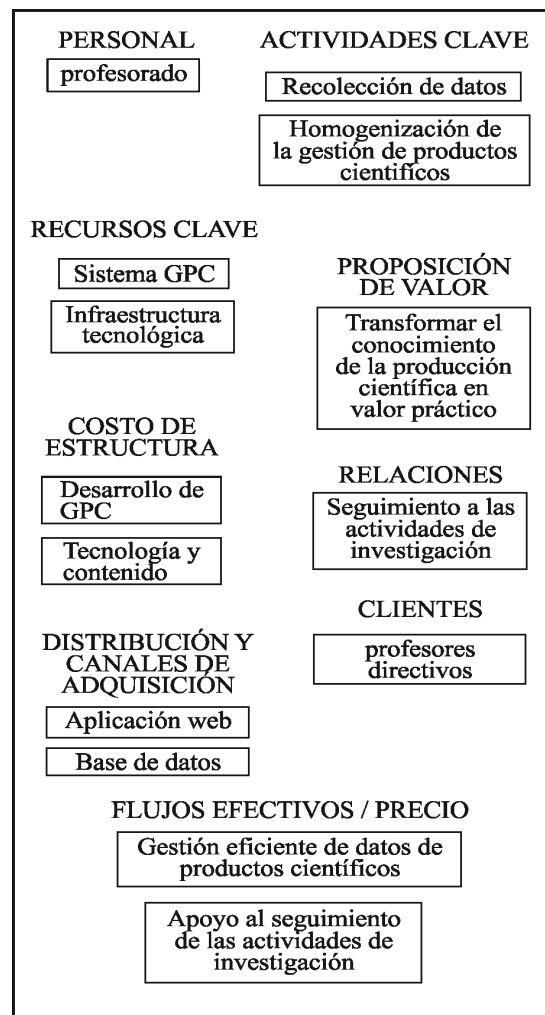 PERSONAL
profesorado
ACTIVIDADES CLAVE
Recolección de datos
Homogenización de
la gestión de productos
cientificos
RECURSOS CLAVE
Sistema GPC
Infraestructura
tecnológica
PROPOSICIÓN
DE VALOR
Transformar el
conocimiento
de la producción
científica en
valor práctico
COSTO DE
ESTRUCTURA
Desarrollo de
GPC
Tecnología y
contenido
RELACIONES
Seguimiento a las
actividades de
investigación
CLIENTES
profesores
directivos
DISTRIBUCIÓN Y
CANALES DE
ADQUISICIÓN
Aplicación web
Base de datos
FLUJOS EFECTIVOS / PRECIO
Gestión eficiente de datos de
productos científicos
Apoyo al seguimiento
de las actividades de
investigación